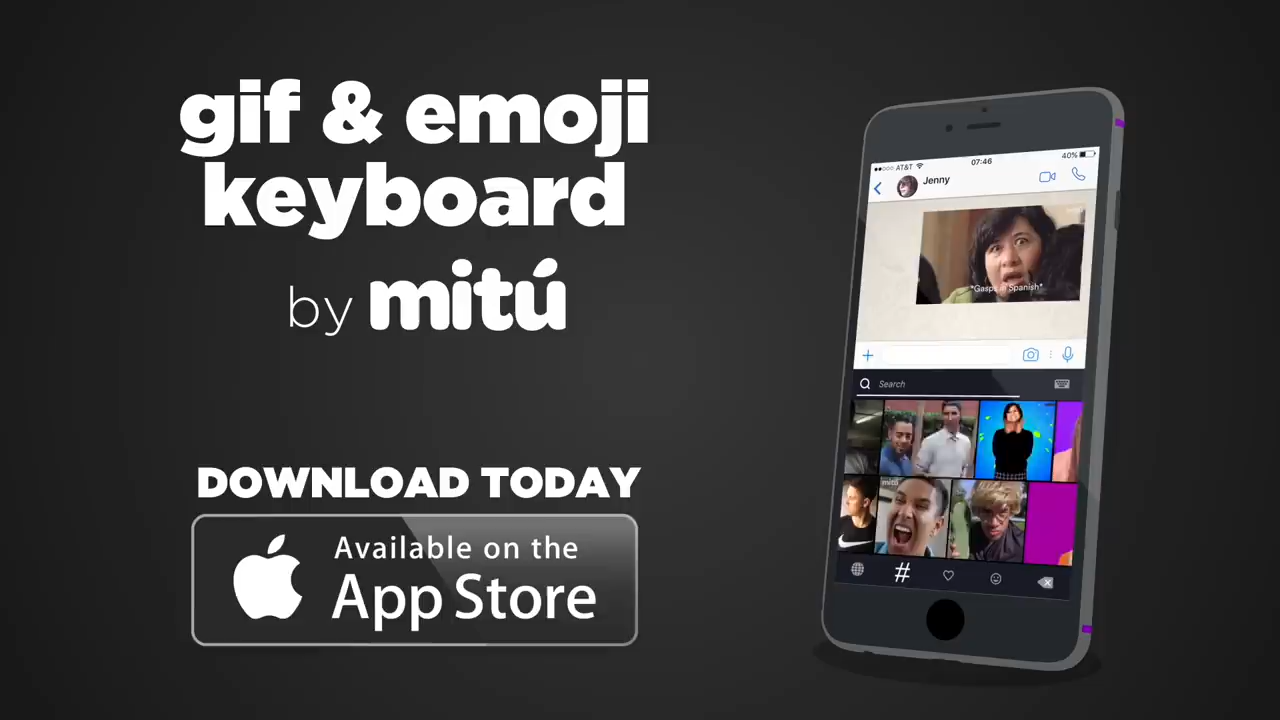 gif & emoji
keyboard
by mitú
DOWNLOAD TODAY
Available on the
App Store
AT&T
07:46
40%
Jenny
*Gasps in Spanish*
Search
mitú
#